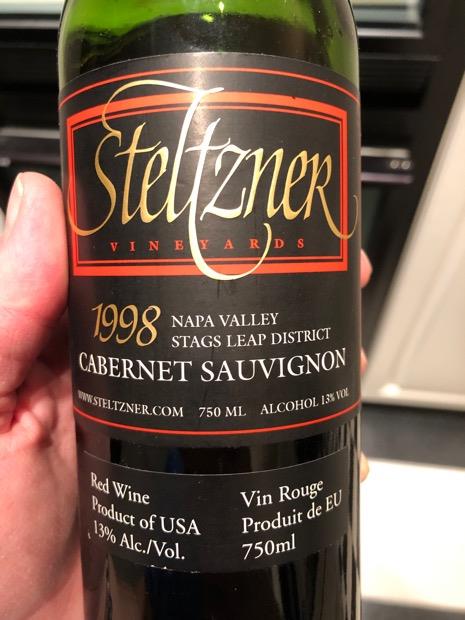 Steltzner
VINEYARDS
1998
NAPA VALLEY
STAGS LEAP DISTRICT
CABERNET SAUVIGNON
WWW.STELTZNER.COM 750 ML ALCOHOL 13% VOL
Red Wine
Product of USA
13% Alc./Vol.
Vin Rouge
Produit de EU
750ml